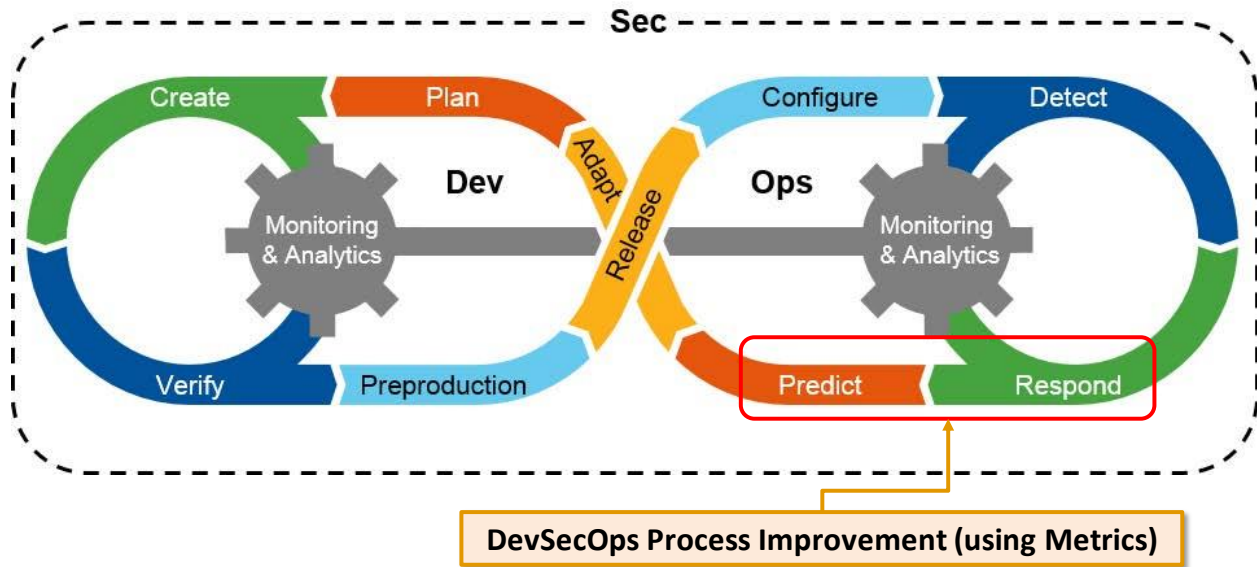 Sec
Create
Plan
Configure
Detect
Adapt
Dev
Ops
Release
Monitoring
& Analytics
Monitoring
& Analytics
Verify
Preproduction
Predict
Respond
DevSecOps Process Improvement (using Metrics)